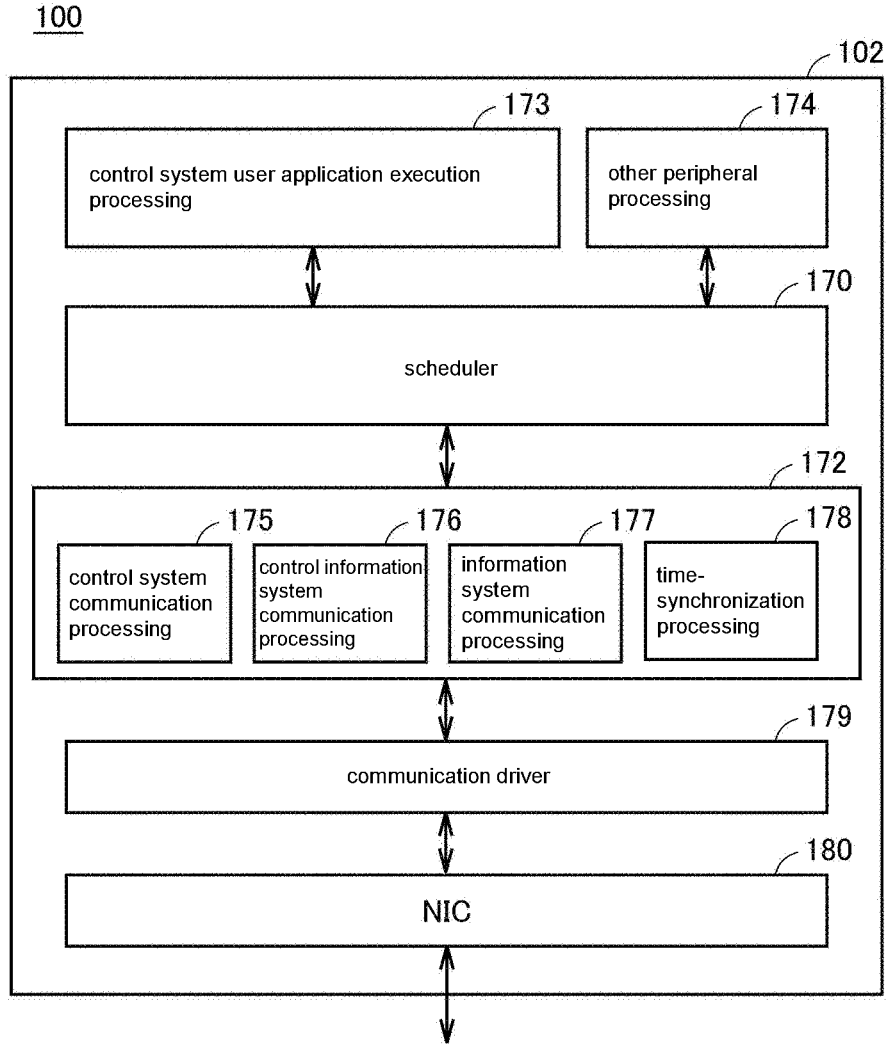 100
102
173
174
control system user application execution
processing
other peripheral
processing
170
scheduler
172
175
176
177
178
control system
communication
processing
control information
system
communication
processing
information
system
communication
processing
time-
synchronization
processing
179
communication driver
180
NIC